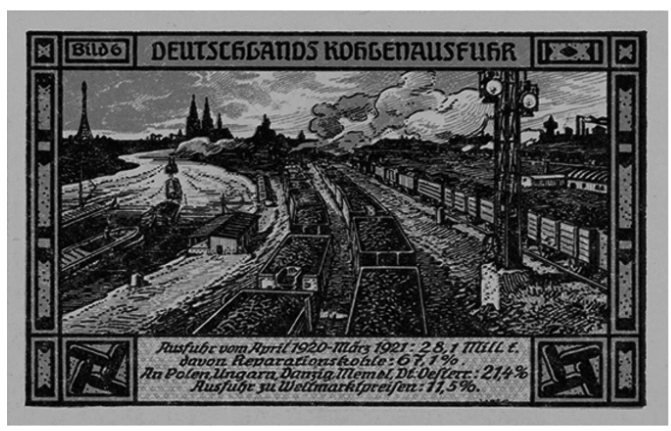 Bild 6
DEUTSCHLANDS KOHLENAUSFUHR
Ausfuhr vom April 1920-März 1921: 28,1 Mill t.
davon Reparationskohle: 67,1%
An Polen, Ungarn, Danzig, Memel, Dt. Oesterr: 21,4%
Ausfuhr zu Weltmarktpreisen: 11,5%.